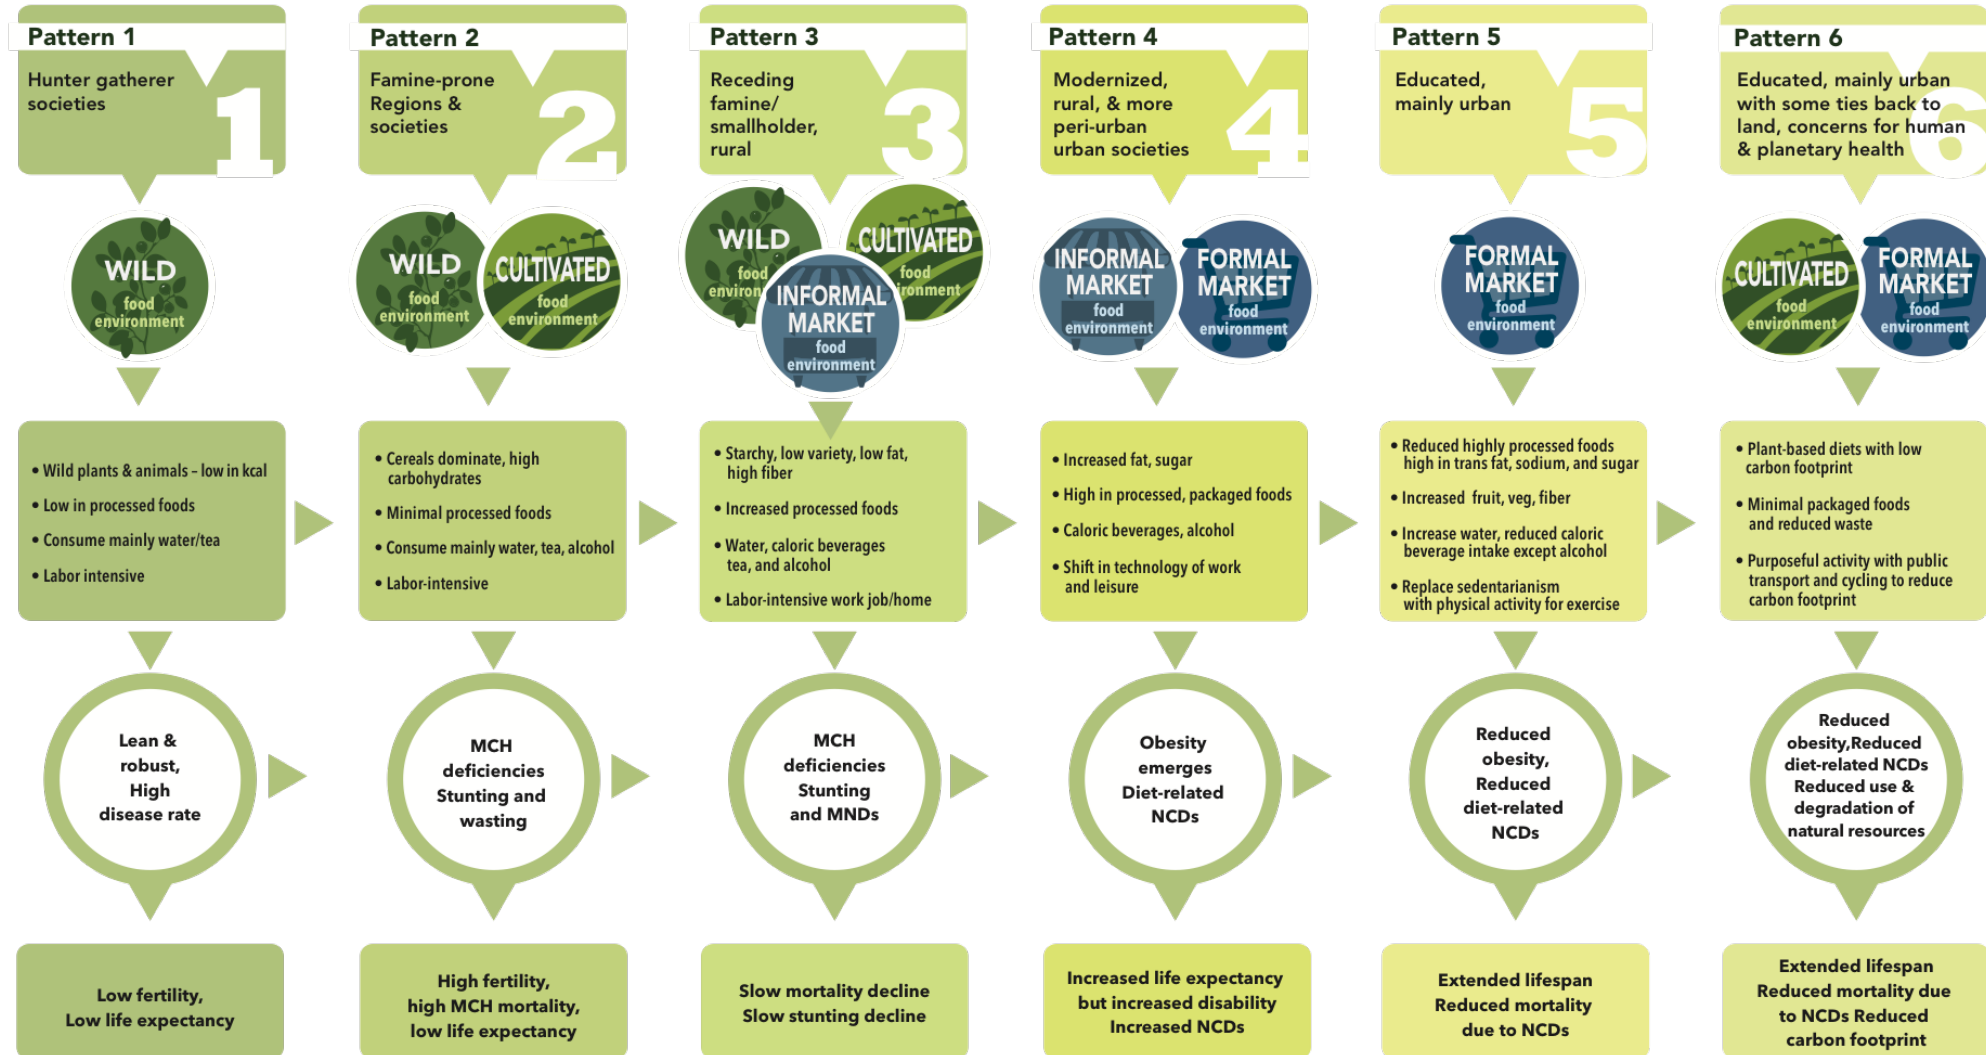 Pattern 1
Hunter gatherer
societies
1
WILD
food
environment
• Wild plants & animals – low in kcal
• Low in processed foods
• Consume mainly water/tea
• Labor intensive
Lean &
robust,
High
disease rate
Low fertility,
Low life expectancy
Pattern 2
Famine-prone
Regions &
societies
2
WILD
food
environment
CULTIVATED
food
environment
• Cereals dominate, high
carbohydrates
• Minimal processed foods
• Consume mainly water, tea, alcohol
• Labor-intensive
MCH
deficiencies
Stunting and
wasting
High fertility,
high MCH mortality,
low life expectancy
Pattern 3
Receding
famine/
smallholder,
rural
3
WILD
food
environ
CULTIVATED
food
ironment
INFORMAL
MARKET
food
environment
• Starchy, low variety, low fat,
high fiber
• Increased processed foods
• Water, caloric beverages
tea, and alcohol
• Labor-intensive work job/home
MCH
deficiencies
Stunting
and MNDs
Slow mortality decline
Slow stunting decline
Pattern 4
Modernized,
rural, & more
peri-urban
urban societies
4
INFORMAL
MARKET
food
environment
FORMAL
MARKET
food
environment
• Increased fat, sugar
• High in processed, packaged foods
• Caloric beverages, alcohol
• Shift in technology of work
and leisure
Obesity
emerges
Diet-related
NCDs
Increased life expectancy
but increased disability
Increased NCDs
Pattern 5
Educated,
mainly urban
5
FORMAL
MARKET
food
environment
• Reduced highly processed foods
high in trans fat, sodium, and sugar
• Increased fruit, veg, fiber
• Increase water, reduced caloric
beverage intake except alcohol
• Replace sedentarianism
with physical activity for exercise
Reduced
obesity,
Reduced
diet-related
NCDs
Extended lifespan
Reduced mortality
due to NCDs
Pattern 6
Educated, mainly urban
with some ties back to
land, concerns for human
& planetary health
6
CULTIVATED
food
environment
FORMAL
MARKET
food
environment
• Plant-based diets with low
carbon footprint
• Minimal packaged foods
and reduced waste
• Purposeful activity with public
transport and cycling to reduce
carbon footprint
Reduced
obesity,Reduced
diet-related NCDs
Reduced use &
degradation of
natural resources
Extended lifespan
Reduced mortality due
to NCDs Reduced
carbon footprint